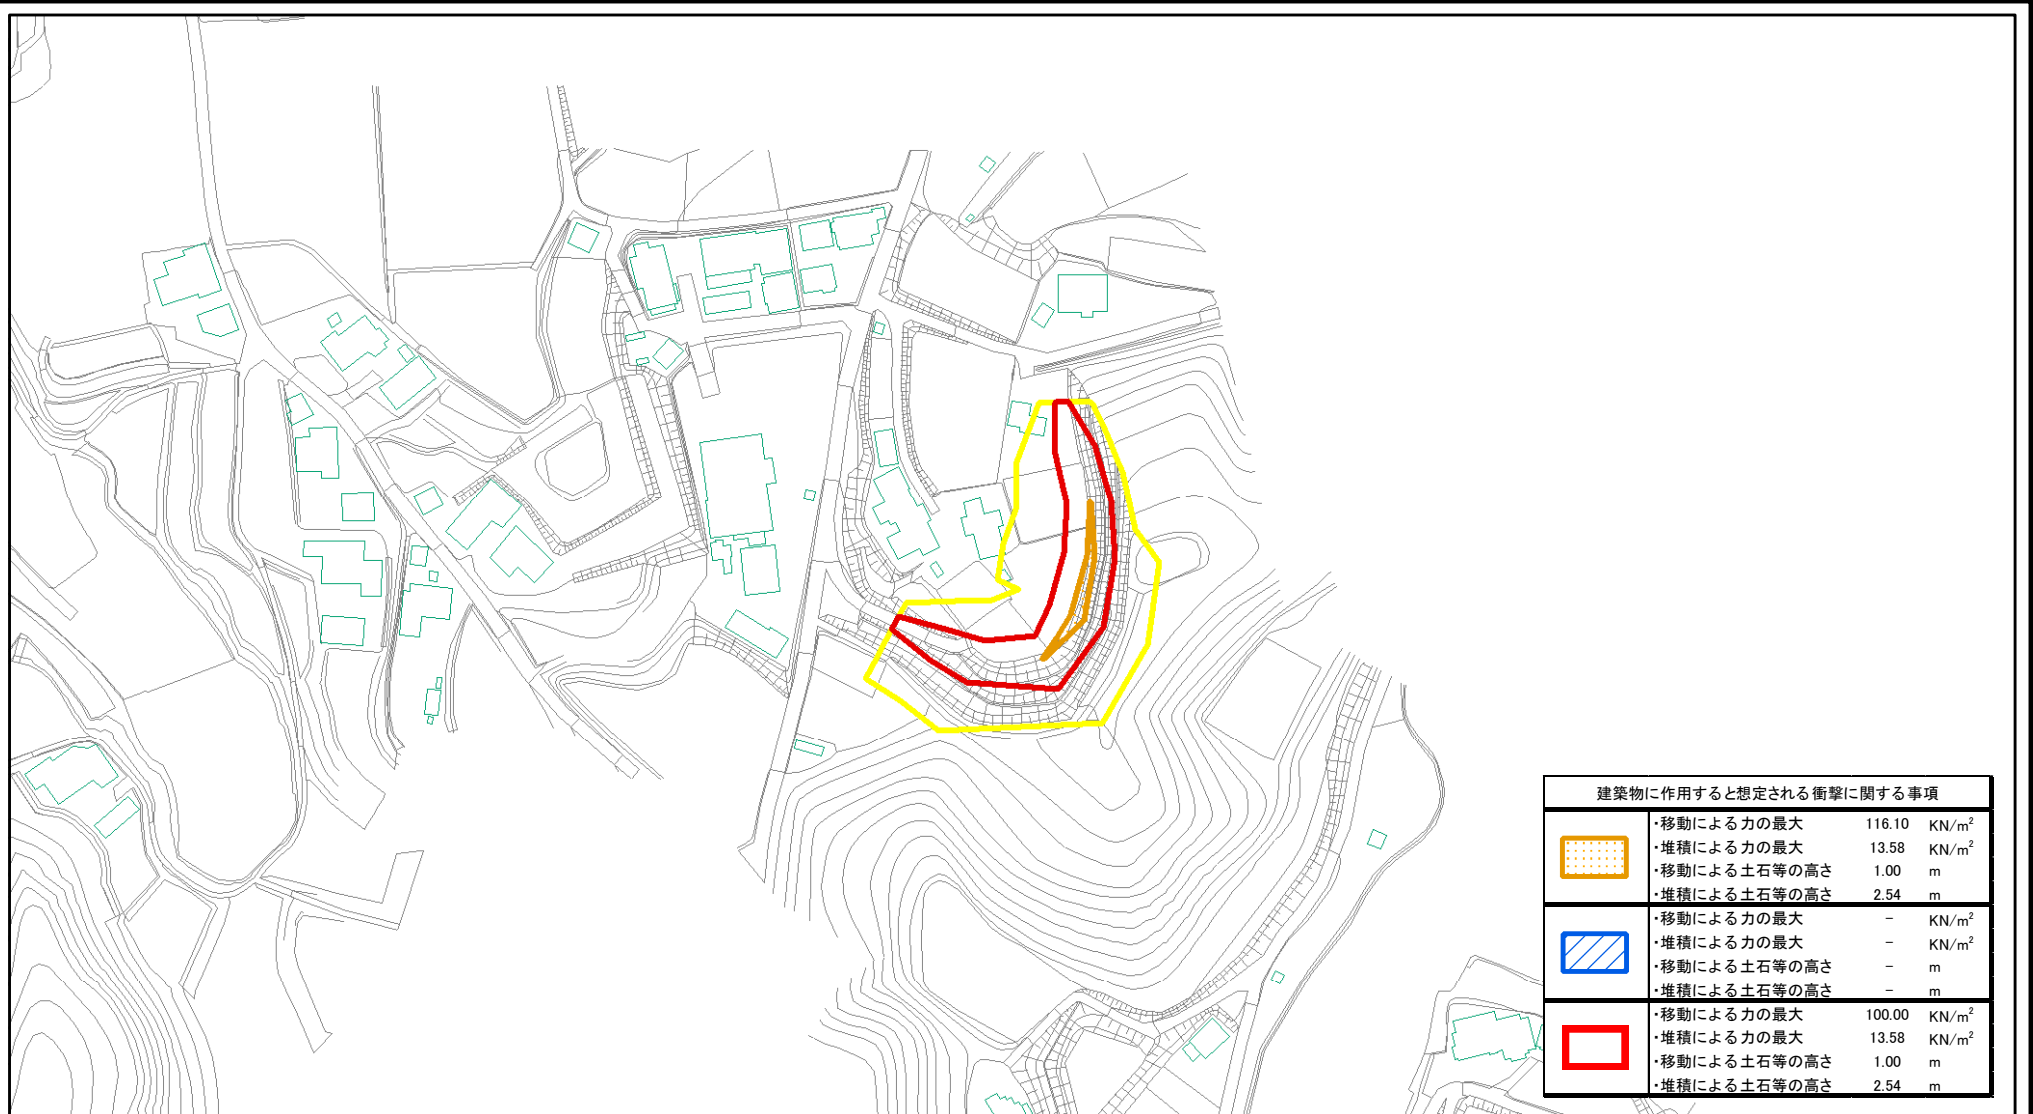 建築物に作用すると想定される衝撃に関する事項
・移動による力の最大 116.10 KN/m²
・堆積による力の最大 13.58 KN/m²
・移動による土石等の高さ 1.00 m
・堆積による土石等の高さ 2.54 m
・移動による力の最大 － KN/m²
・堆積による力の最大 － KN/m²
・移動による土石等の高さ － m
・堆積による土石等の高さ － m
・移動による力の最大 100.00 KN/m²
・堆積による力の最大 13.58 KN/m²
・移動による土石等の高さ 1.00 m
・堆積による土石等の高さ 2.54 m